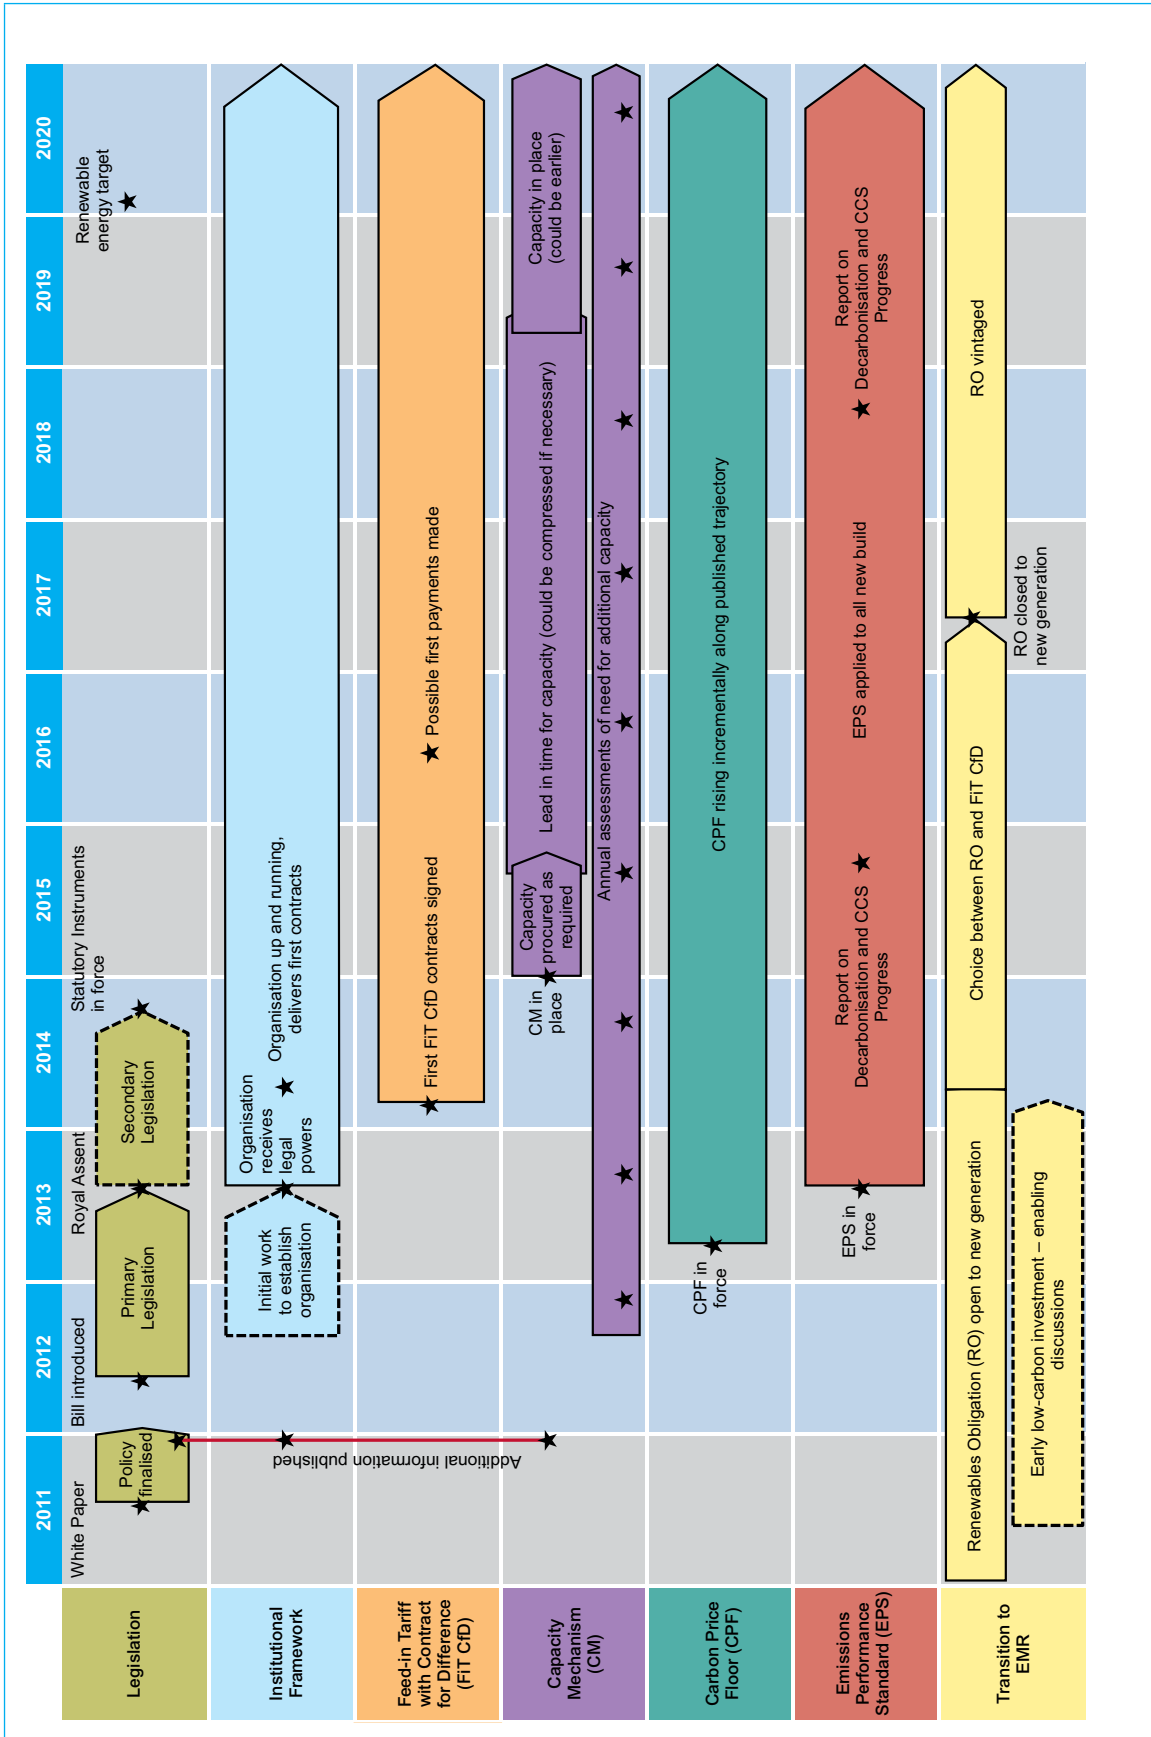 2011
2012
2013
2014
2015
2016
2017
2018
2019
2020
Legislation
White Paper
Policy
finalised
Bill introduced
Primary
Legislation
Royal Assent
Secondary
Legislation
Statutory Instruments
in force
Renewable
energy target
Additional information published
Institutional
Framework
Initial work
to establish
organisation
Organisation
receives
legal
powers
Organisation up and running,
delivers first contracts
Feed-in Tariff
with Contract
for Difference
(FiT CfD)
First FiT CfD contracts signed
Possible first payments made
Capacity
Mechanism
(CM)
CM in
place
Capacity
procured as
required
Lead in time for capacity (could be compressed if necessary)
Capacity in place
(could be earlier)
Annual assessments of need for additional capacity
Carbon Price
Floor (CPF)
CPF in
force
CPF rising incrementally along published trajectory
Emissions
Performance
Standard (EPS)
EPS in
force
Report on
Decarbonisation and CCS
Progress
EPS applied to all new build
Report on
Decarbonisation and CCS
Progress
Transition to
EMR
Renewables Obligation (RO) open to new generation
Choice between RO and FiT CfD
RO vintaged
RO closed to
new generation
Early low-carbon investment – enabling
discussions